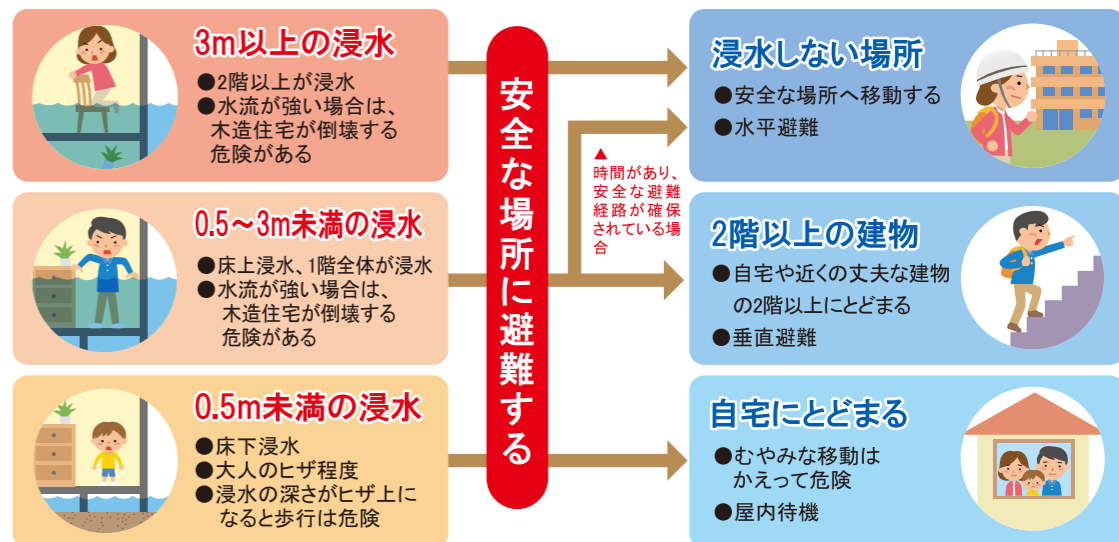 3m以上の浸水
●2階以上が浸水
●水流が強い場合は、
木造住宅が倒壊する
危険がある
0.5～3m未満の浸水
●床上浸水、1階全体が浸水
●水流が強い場合は、
木造住宅が倒壊する
危険がある
0.5m未満の浸水
●床下浸水
●大人のヒザ程度
●浸水の深さがヒザ上に
なると歩行は危険
安全な場所に避難する
▲
時間があり、
安全な避難
経路が確保
されている場
合
浸水しない場所
●安全な場所へ移動する
●水平避難
2階以上の建物
●自宅や近くの丈夫な建物
の2階以上にとどまる
●垂直避難
自宅にとどまる
●むやみな移動は
かえって危険
●屋内待機